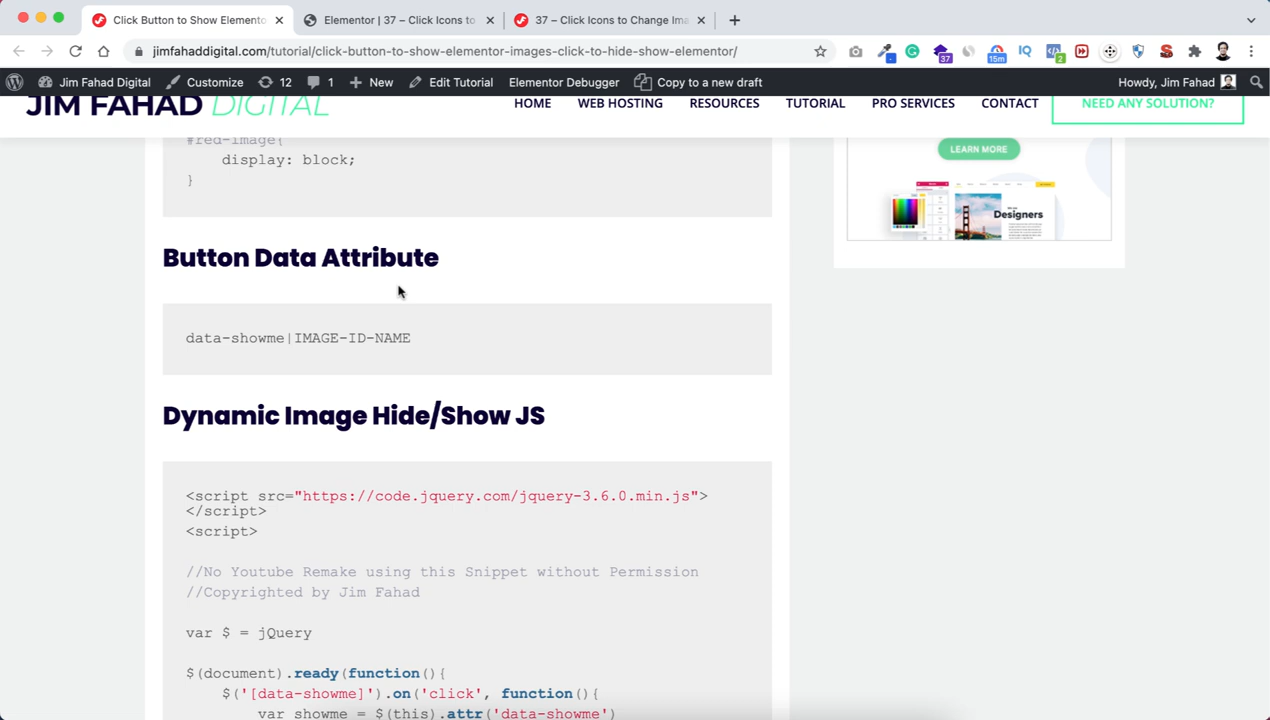 Click Button to Show Elemento
Elementor | 37 – Click Icons to
37 – Click Icons to Change Ima
jimfahaddigital.com/tutorial/click-button-to-show-elementor-images-click-to-hide-show-elementor/
37
15m
IQ
2
Jim Fahad Digital
Customize
12
1
New
Edit Tutorial
Elementor Debugger
Copy to a new draft
Howdy, Jim Fahad
JIM FAHAD DIGITAL
HOME
WEB HOSTING
RESOURCES
TUTORIAL
PRO SERVICES
CONTACT
NEED ANY SOLUTION?
#red-image{
display: block;
}
LEARN MORE
Designers
Button Data Attribute
data-showme|IMAGE-ID-NAME
Dynamic Image Hide/Show JS
<script src="https://code.jquery.com/jquery-3.6.0.min.js">
</script>
<script>
//No Youtube Remake using this Snippet without Permission
//Copyrighted by Jim Fahad
var $ = jQuery
$(document).ready(function(){
$('[data-showme]').on('click', function(){
var showme = $(this).attr('data-showme')